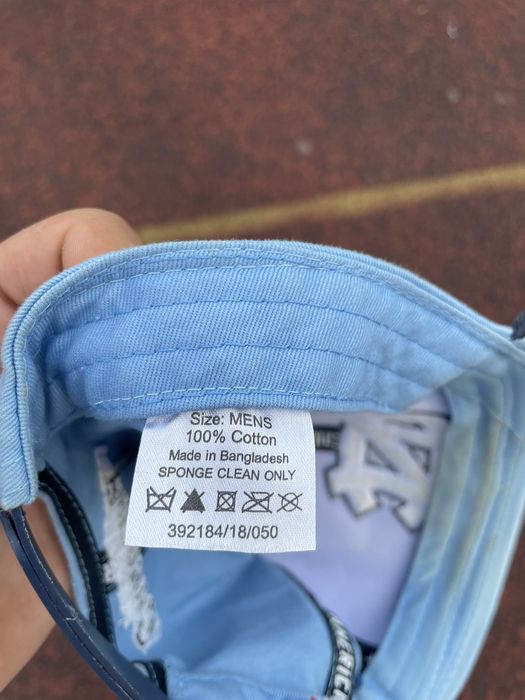 Size: MENS
100% Cotton
Made in Bangladesh
SPONGE CLEAN ONLY
392184/18/050